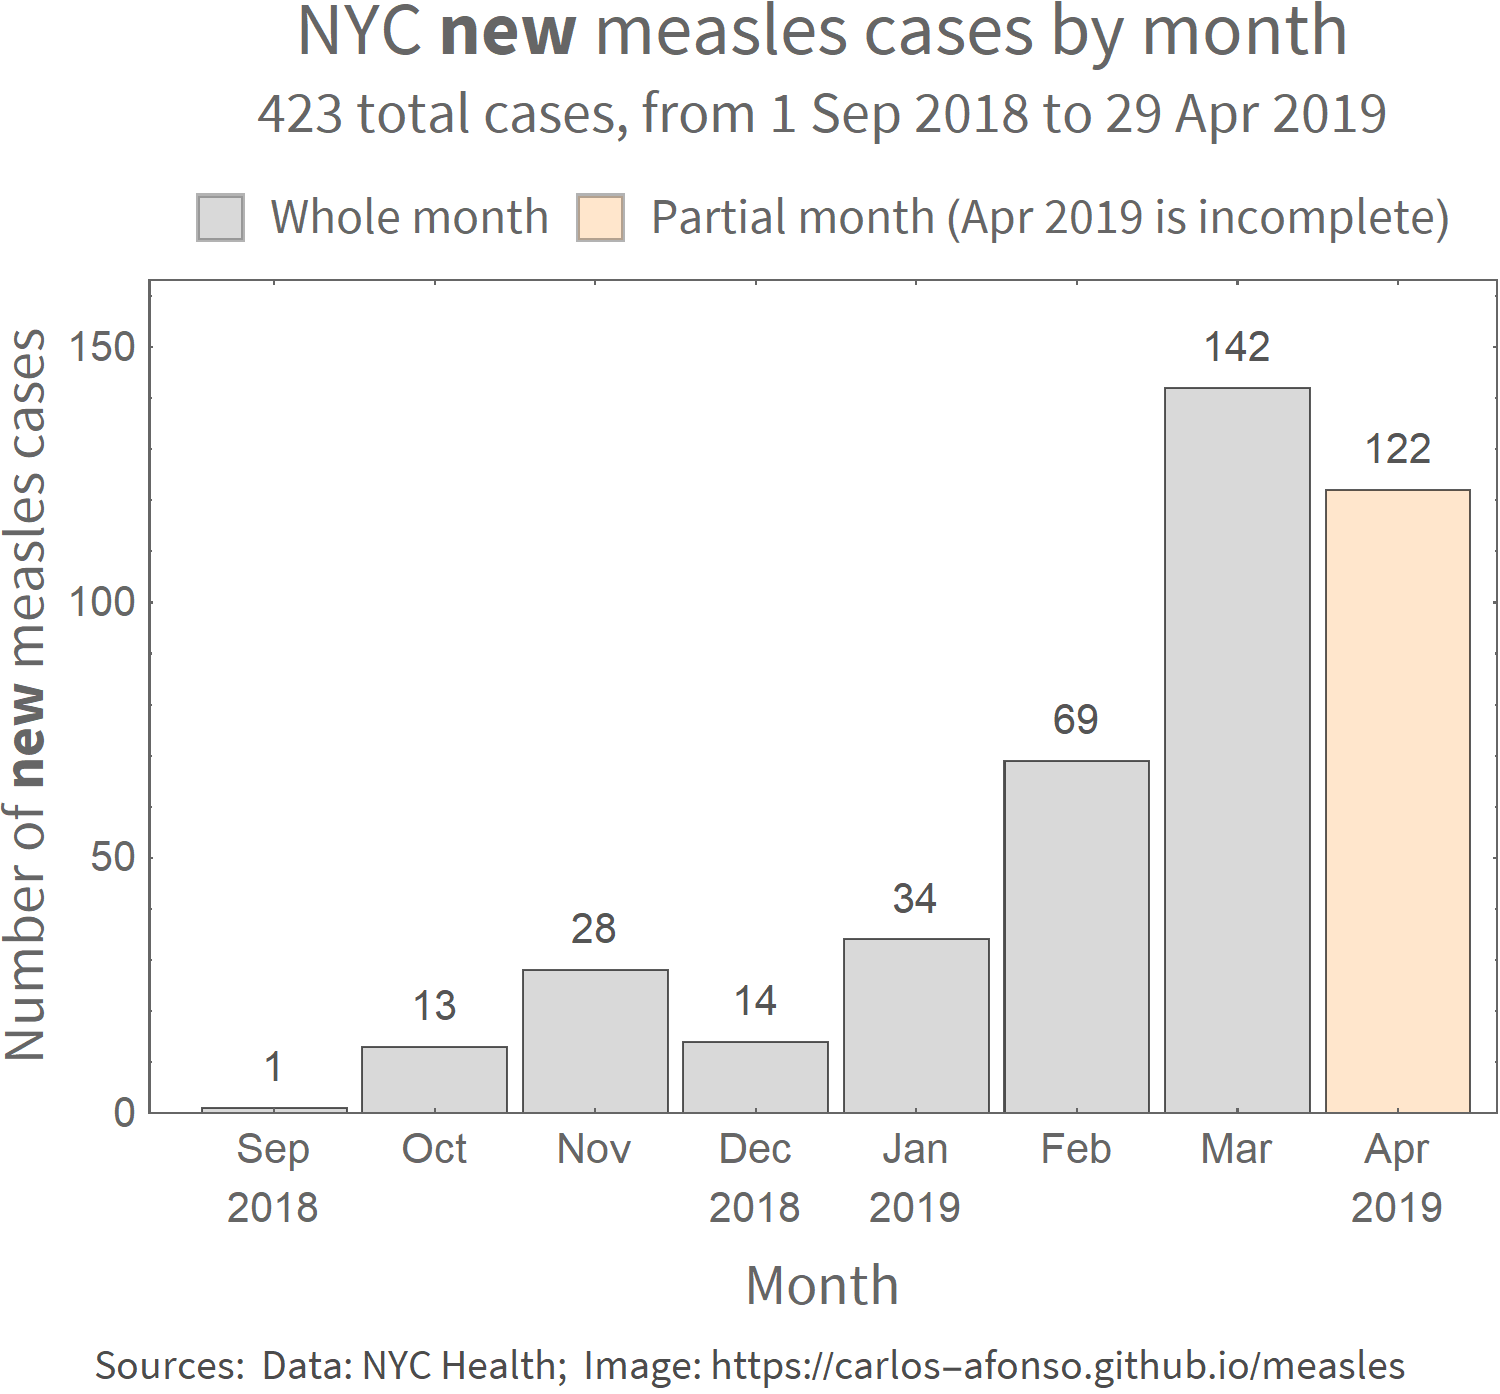 NYC new measles cases by month
423 total cases, from 1 Sep 2018 to 29 Apr 2019
Whole month
Partial month (Apr 2019 is incomplete)
Number of new measles cases
150
100
50
0
1
13
28
14
34
69
142
122
Sep Oct Nov Dec Jan Feb Mar Apr
2018 2018 2019 2019
Month
Sources: Data: NYC Health; Image: https://carlos–afonso.github.io/measles